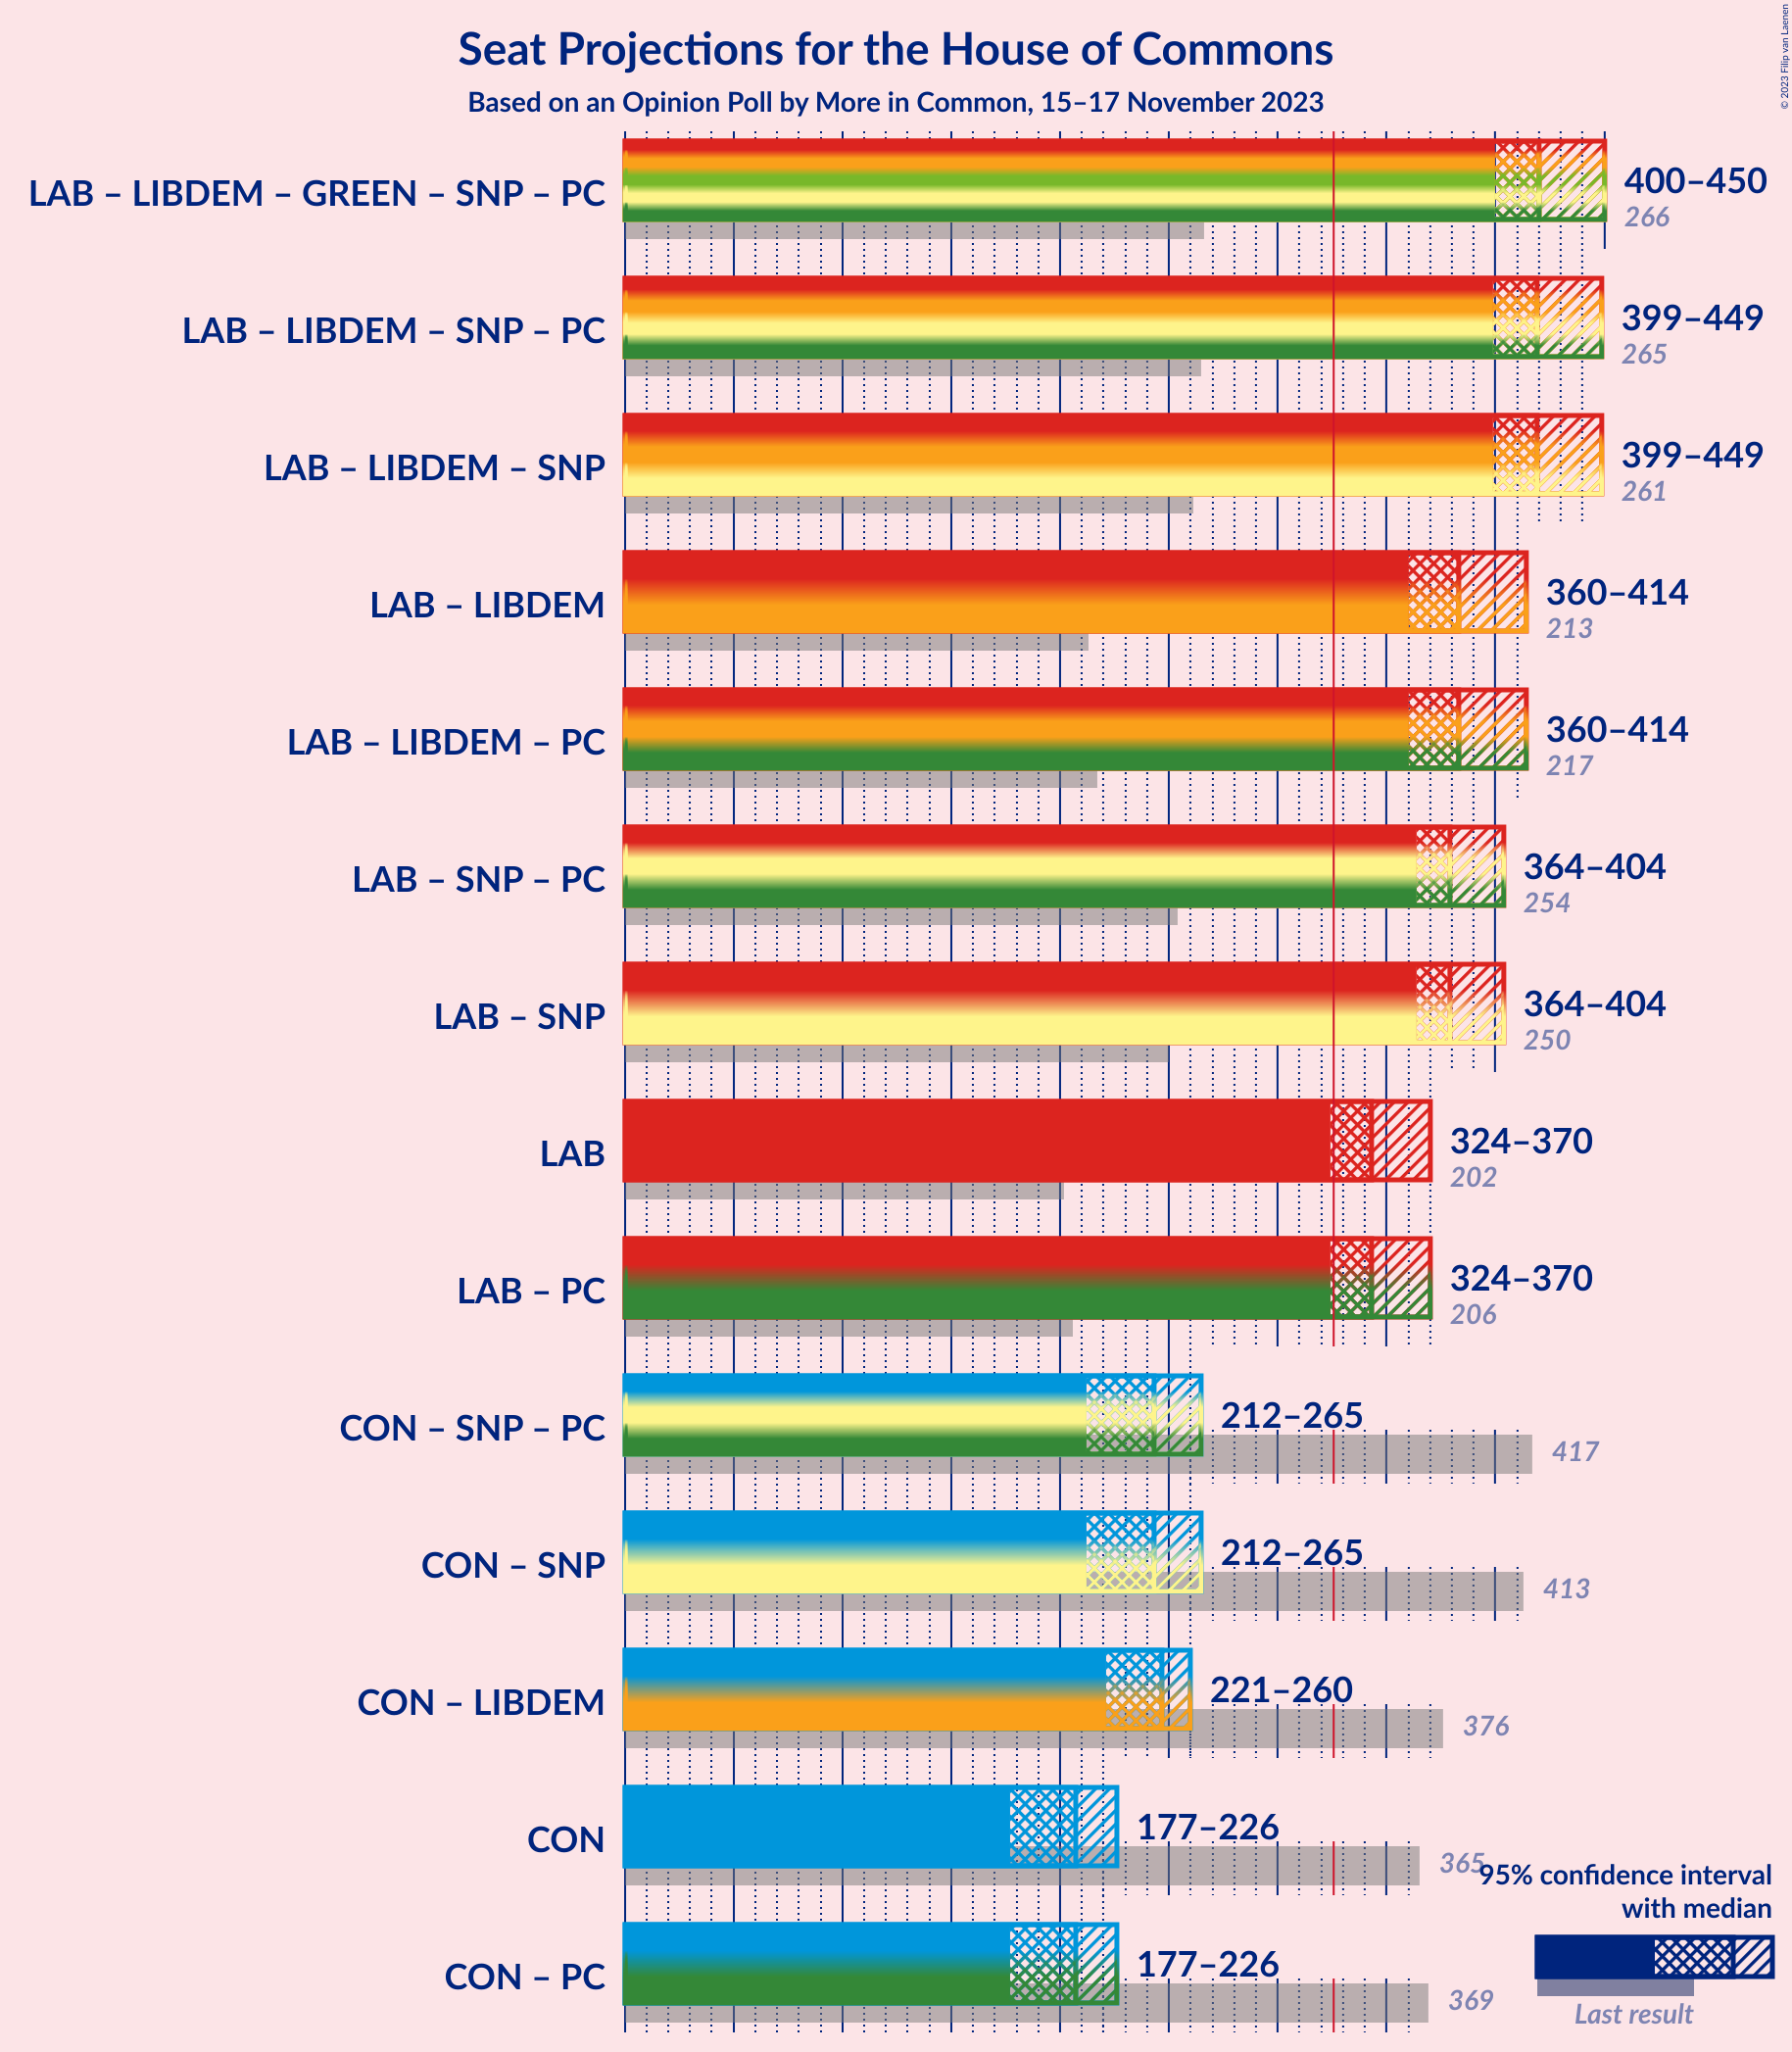 Seat Projections for the House of Commons
Based on an Opinion Poll by More in Common, 15–17 November 2023
© 2023 Filip van Laenen
LAB – LIBDEM – GREEN – SNP – PC
400–450
266
LAB – LIBDEM – SNP – PC
399–449
265
LAB – LIBDEM – SNP
399–449
261
LAB – LIBDEM
360–414
213
LAB – LIBDEM – PC
360–414
217
LAB – SNP – PC
364–404
254
LAB – SNP
364–404
250
LAB
324–370
202
LAB – PC
324–370
206
CON – SNP – PC
212–265
417
CON – SNP
212–265
413
CON – LIBDEM
221–260
376
CON
177–226
365
CON – PC
177–226
369
95% confidence interval
with median
Last result